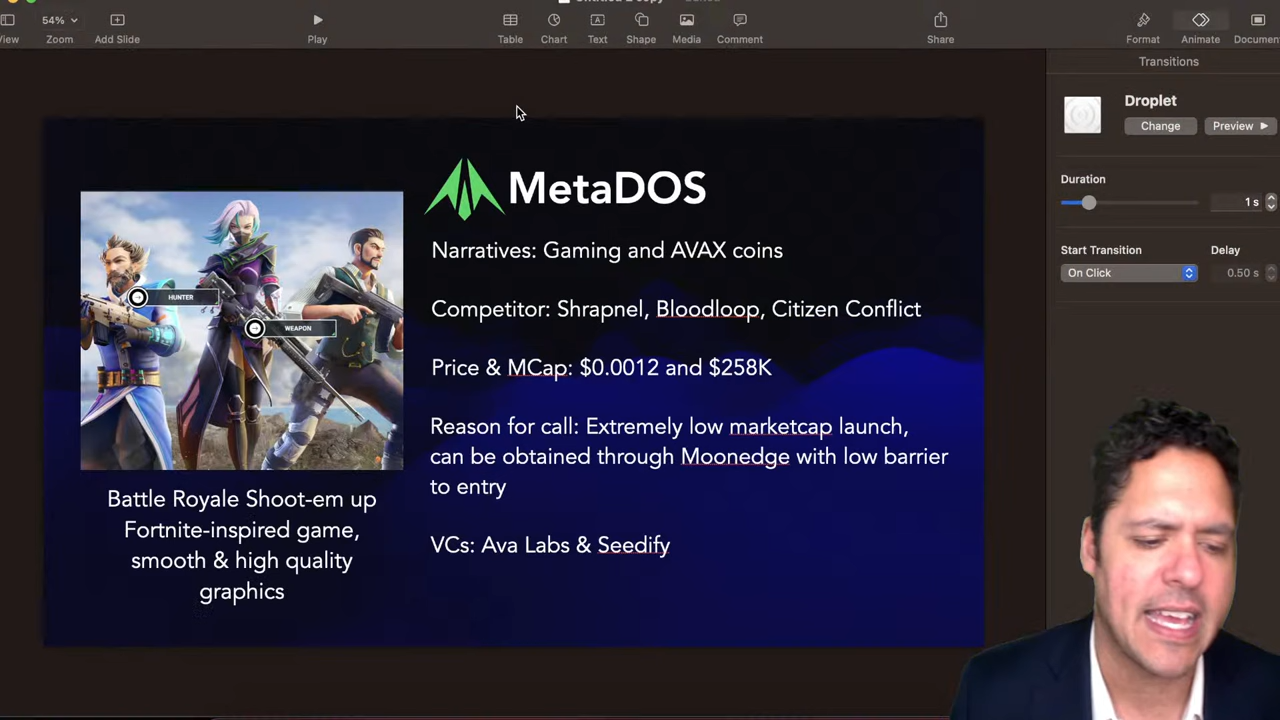 54%
View
Zoom
Add Slide
Play
Table
Chart
Text
Shape
Media
Comment
Share
Format
Animate
Document
Transitions
Droplet
Change
Preview
Duration
1 s
Start Transition
Delay
On Click
0.50 s
MetaDOS
Narratives: Gaming and AVAX coins
Competitor: Shrapnel, Bloodloop, Citizen Conflict
Price & MCap: $0.0012 and $258K
Reason for call: Extremely low marketcap launch,
can be obtained through Moonedge with low barrier
to entry
VCs: Ava Labs & Seedify
HUNTER
WEAPON
Battle Royale Shoot-em up
Fortnite-inspired game,
smooth & high quality
graphics